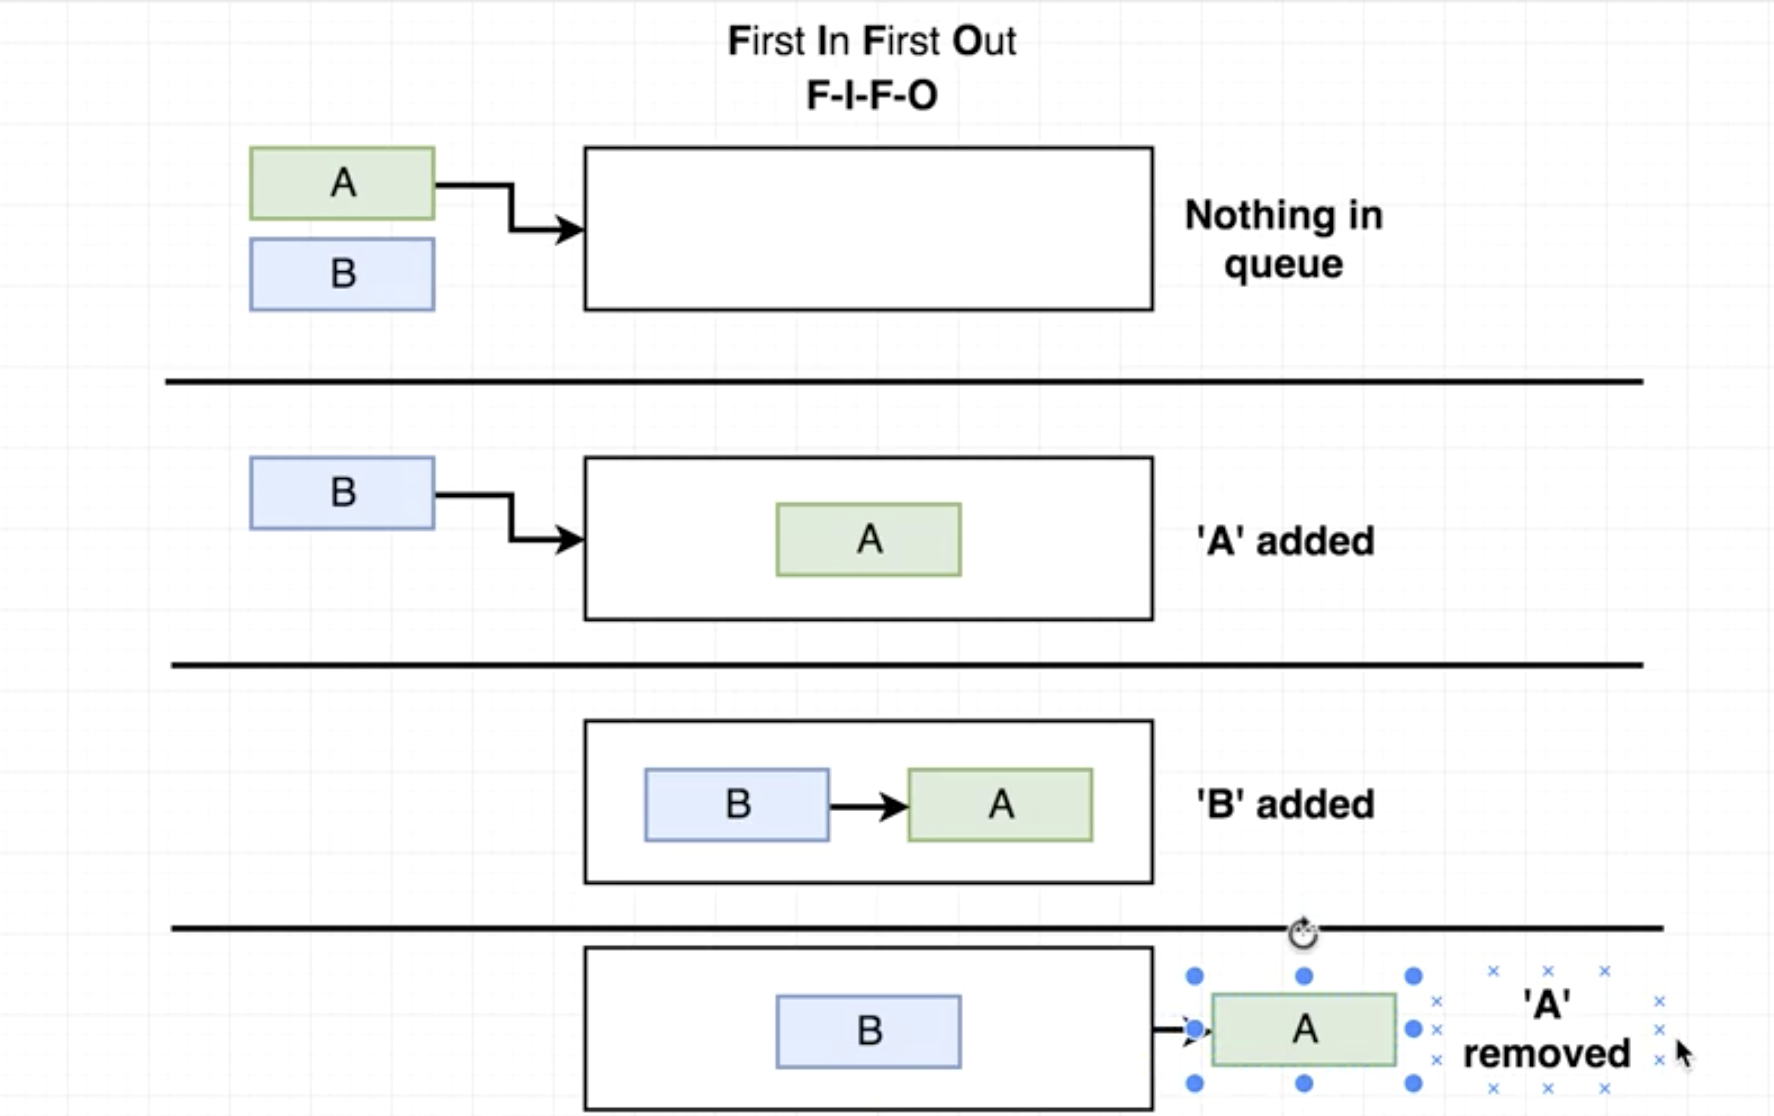 First In First Out
F-I-F-O
A
B
Nothing in
queue
B
A
'A' added
B
A
'B' added
B
A
'A'
removed